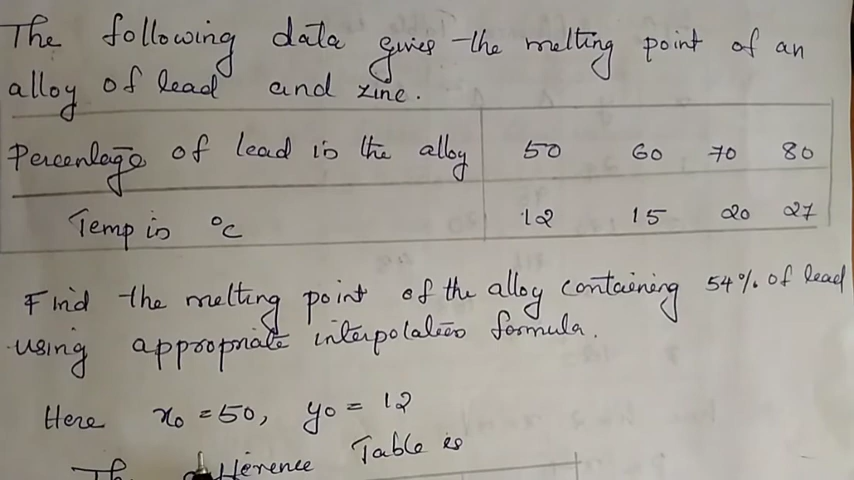 The following data gives the melting point of an
alloy of lead and zinc.
Percentage of lead in the alloy 50 60 70 80
Temp in °c 12 15 20 27
Find the melting point of the alloy containing 54% of lead
using appropriate interpolation formula.
Here x₀ = 50, y₀ = 12
Table is